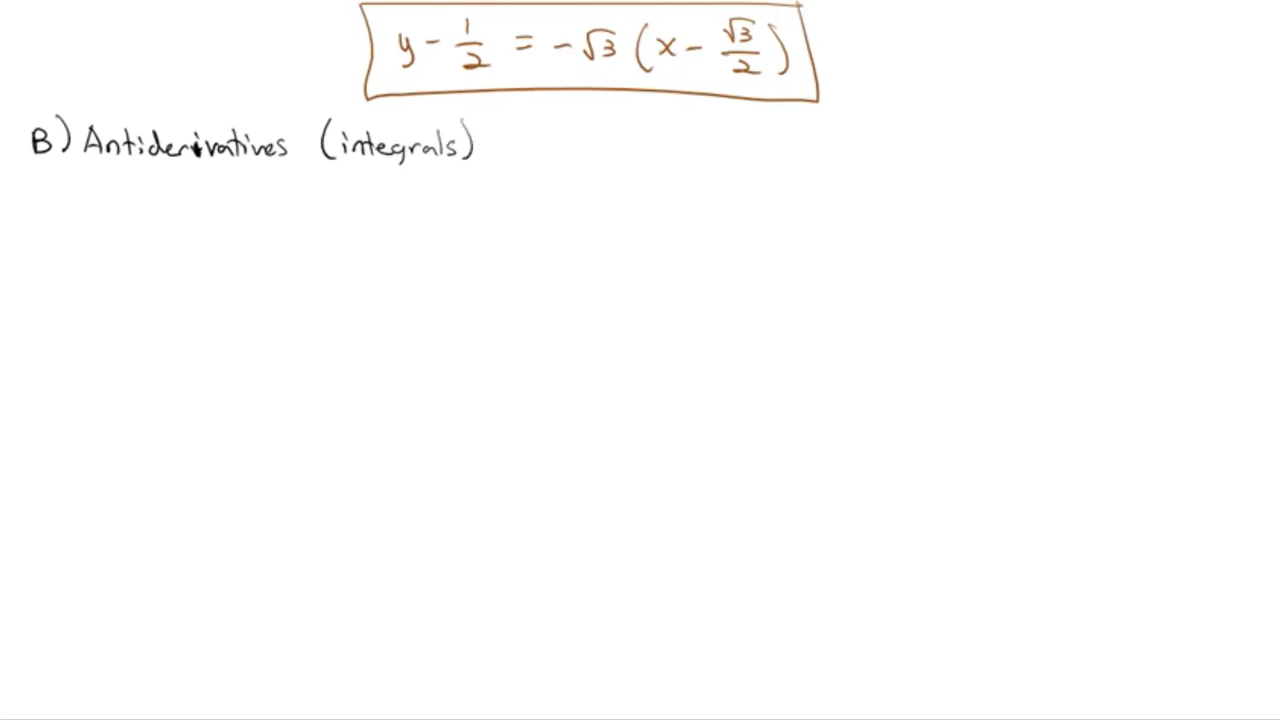 y - 1/2 = -√3 (x - √3/2)
B) Antiderivatives (integrals)